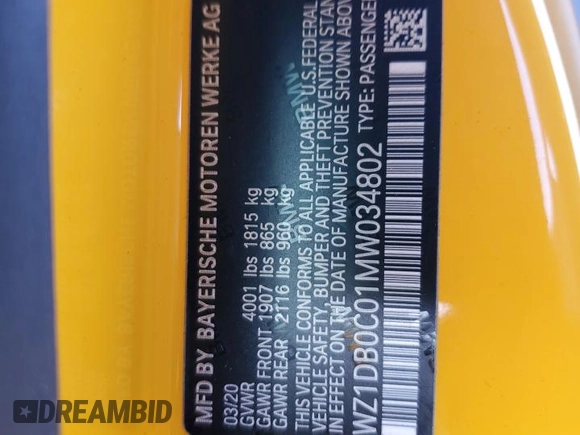 MFD BY BAYERISCHE MOTOREN WERKE AG
03/20
GVWR 4001 lbs 1815 kg
GAWR FRONT 1907 lbs 865 kg
GAWR REAR 2116 lbs 960 kg
THIS VEHICLE CONFORMS TO ALL APPLICABLE U.S. FEDERAL
VEHICLE SAFETY, BUMPER AND THEFT PREVENTION STAN
IN EFFECT ON THE DATE OF MANUFACTURE SHOWN ABOV
WZ1DB0C01MW034802 TYPE: PASSENGER
DREAMBID